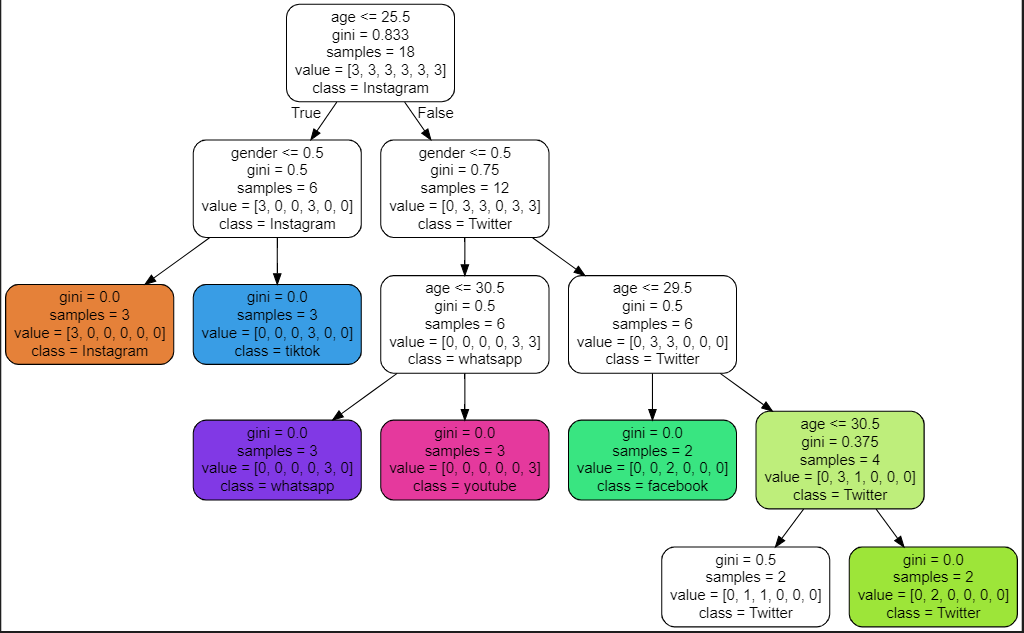 age <= 25.5
gini = 0.833
samples = 18
value = [3, 3, 3, 3, 3, 3]
class = Instagram
True
False
gender <= 0.5
gini = 0.5
samples = 6
value = [3, 0, 0, 3, 0, 0]
class = Instagram
gender <= 0.5
gini = 0.75
samples = 12
value = [0, 3, 3, 0, 3, 3]
class = Twitter
gini = 0.0
samples = 3
value = [3, 0, 0, 0, 0, 0]
class = Instagram
gini = 0.0
samples = 3
value = [0, 0, 0, 3, 0, 0]
class = tiktok
age <= 30.5
gini = 0.5
samples = 6
value = [0, 0, 0, 0, 3, 3]
class = whatsapp
age <= 29.5
gini = 0.5
samples = 6
value = [0, 3, 3, 0, 0, 0]
class = Twitter
gini = 0.0
samples = 3
value = [0, 0, 0, 0, 3, 0]
class = whatsapp
gini = 0.0
samples = 3
value = [0, 0, 0, 0, 0, 3]
class = youtube
gini = 0.0
samples = 2
value = [0, 0, 2, 0, 0, 0]
class = facebook
age <= 30.5
gini = 0.375
samples = 4
value = [0, 3, 1, 0, 0, 0]
class = Twitter
gini = 0.5
samples = 2
value = [0, 1, 1, 0, 0, 0]
class = Twitter
gini = 0.0
samples = 2
value = [0, 2, 0, 0, 0, 0]
class = Twitter